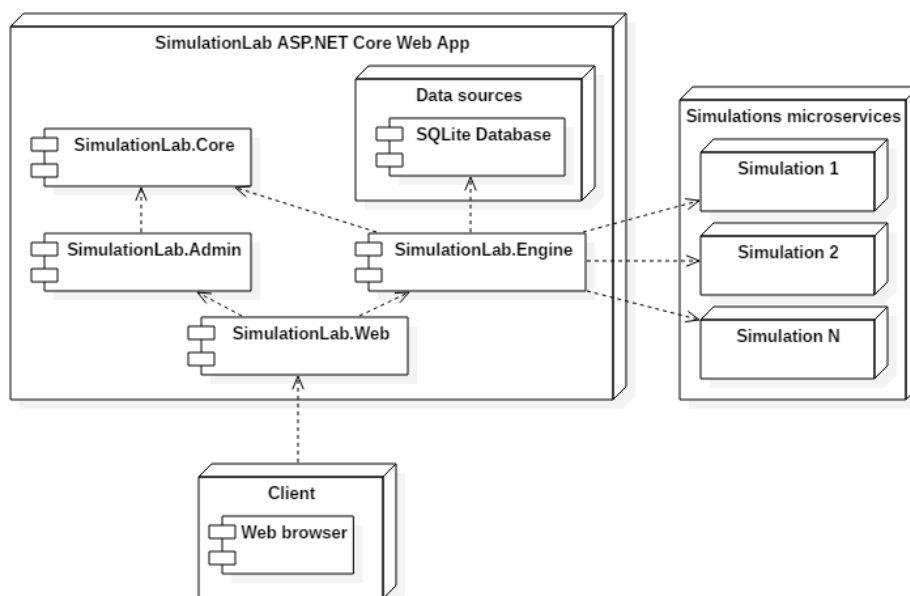 SimulationLab ASP.NET Core Web App
Data sources
SQLite Database
SimulationLab.Core
SimulationLab.Admin
SimulationLab.Engine
SimulationLab.Web
Simulations microservices
Simulation 1
Simulation 2
Simulation N
Client
Web browser